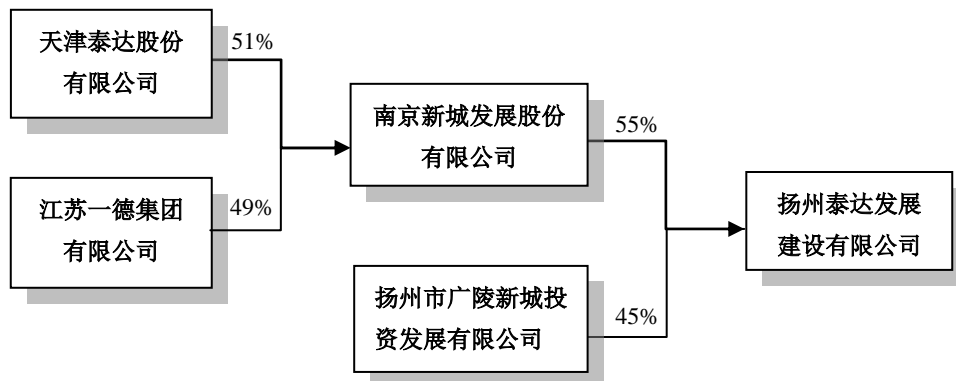 天津泰达股份
有限公司
51%
江苏一德集团
有限公司
49%
南京新城发展股份
有限公司
55%
扬州市广陵新城投
资发展有限公司
45%
扬州泰达发展
建设有限公司